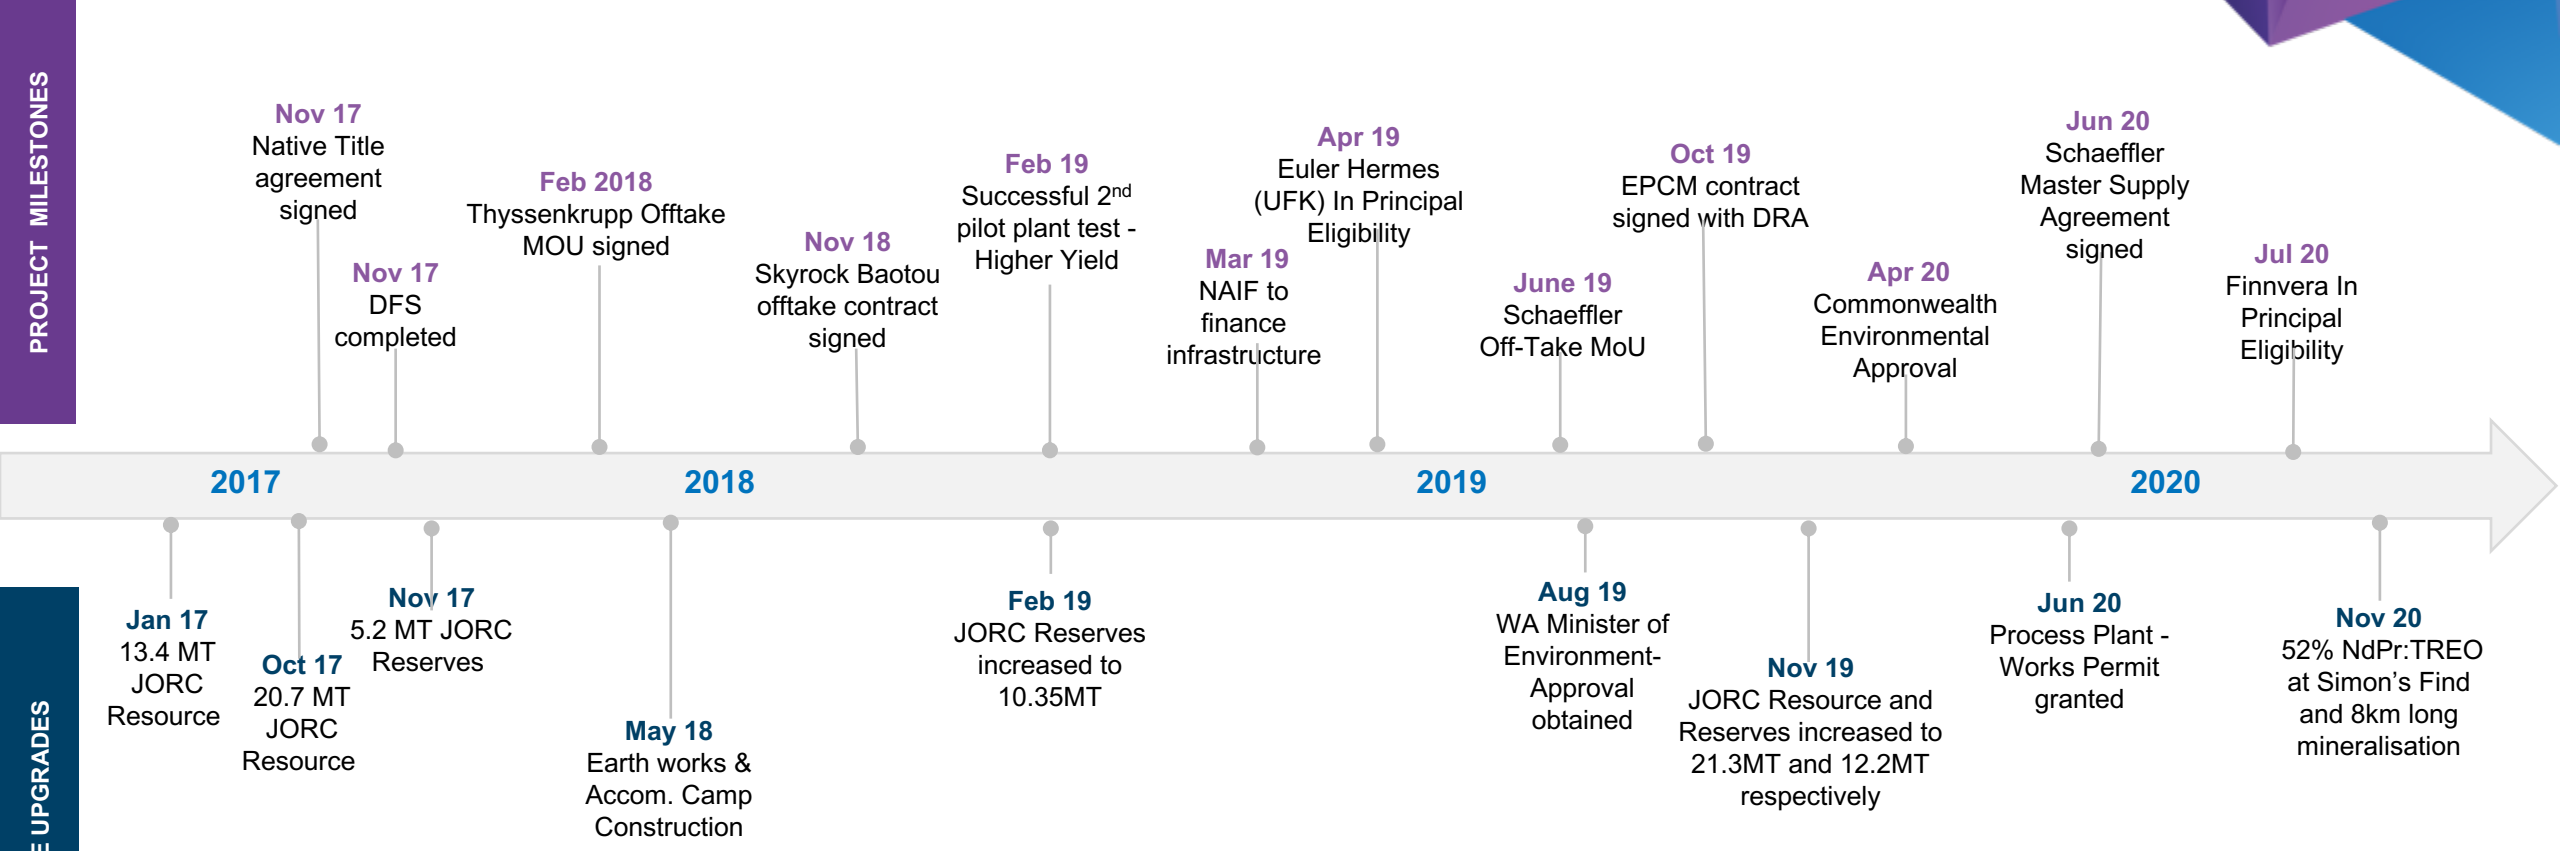 PROJECT MILESTONES
Nov 17
Native Title
agreement
signed
Nov 17
DFS
completed
Feb 2018
Thyssenkrupp Offtake
MOU signed
Nov 18
Skyrock Baotou
offtake contract
signed
Feb 19
Successful 2nd
pilot plant test -
Higher Yield
Mar 19
NAIF to
finance
infrastructure
Apr 19
Euler Hermes
(UFK) In Principal
Eligibility
June 19
Schaeffler
Off-Take MoU
Oct 19
EPCM contract
signed with DRA
Apr 20
Commonwealth
Environmental
Approval
Jun 20
Schaeffler
Master Supply
Agreement
signed
Jul 20
Finnvera In
Principal
Eligibility
2017
2018
2019
2020
E UPGRADES
Jan 17
13.4 MT
JORC
Resource
Oct 17
20.7 MT
JORC
Resource
Nov 17
5.2 MT JORC
Reserves
May 18
Earth works &
Accom. Camp
Construction
Feb 19
JORC Reserves
increased to
10.35MT
Aug 19
WA Minister of
Environment-
Approval
obtained
Nov 19
JORC Resource and
Reserves increased to
21.3MT and 12.2MT
respectively
Jun 20
Process Plant -
Works Permit
granted
Nov 20
52% NdPr:TREO
at Simon’s Find
and 8km long
mineralisation